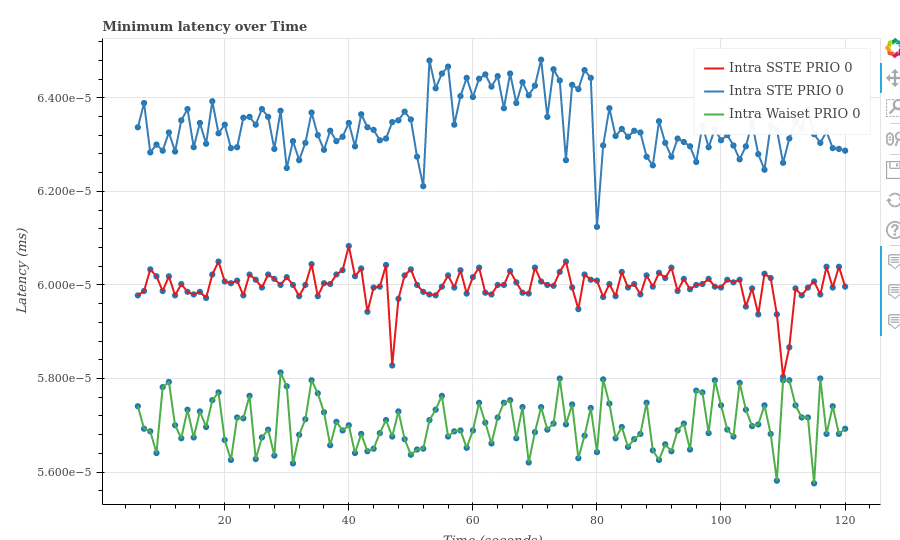 Minimum latency over Time
Intra SSTE PRIO 0
Intra STE PRIO 0
Intra Waiset PRIO 0
6.400e−5
6.200e−5
6.000e−5
5.800e−5
5.600e−5
Latency (ms)
20 40 60 80 100 120
Time (seconds)